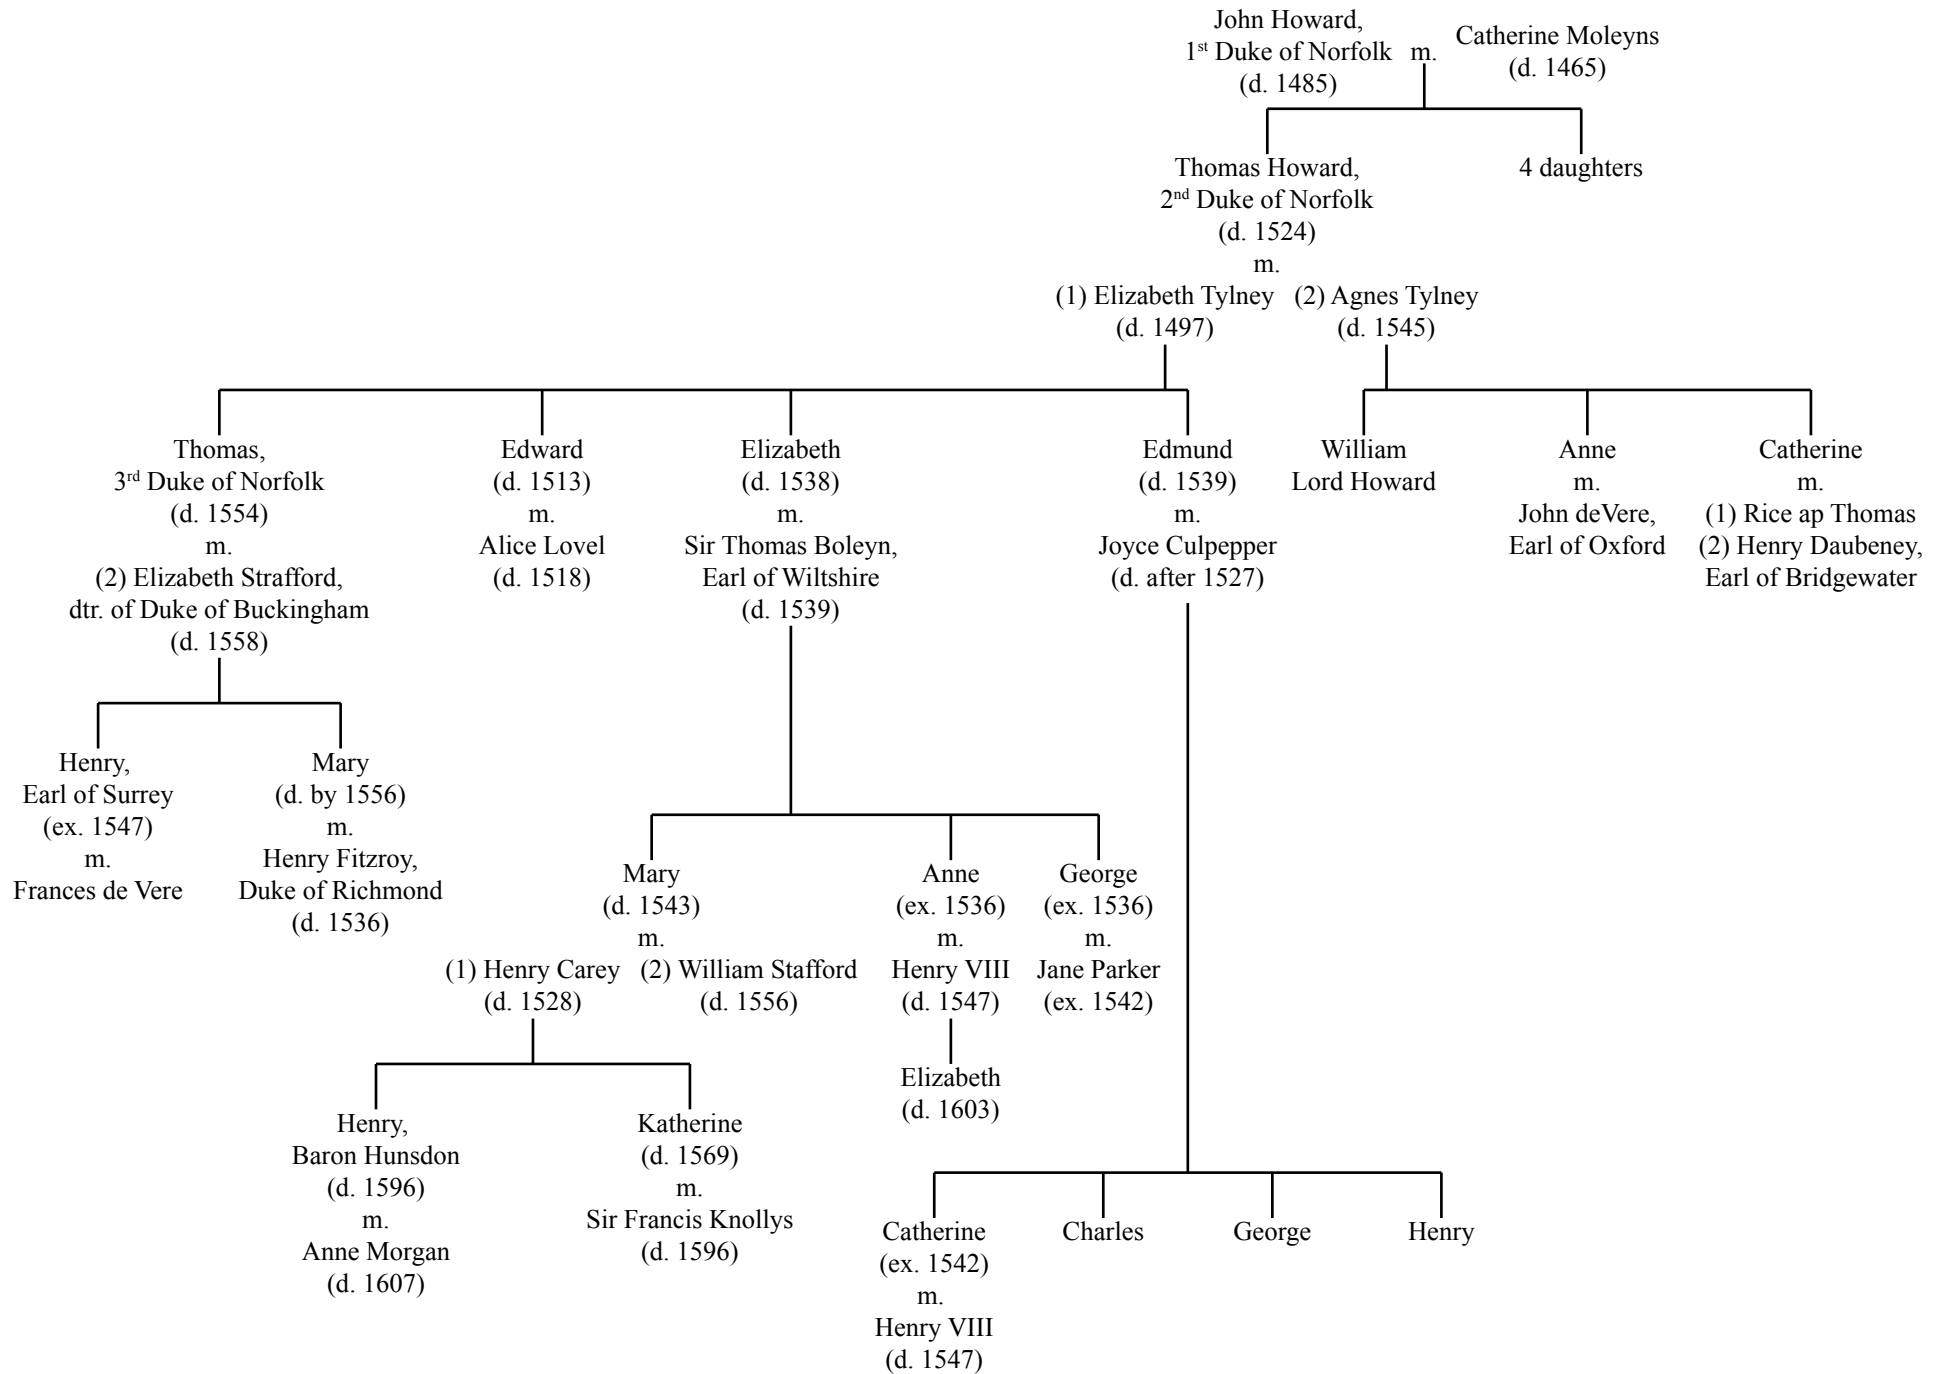 John Howard,
1st Duke of Norfolk m.
(d. 1485)
Catherine Moleyns
(d. 1465)
Thomas Howard,
2nd Duke of Norfolk
(d. 1524)
m.
(1) Elizabeth Tylney (2) Agnes Tylney
(d. 1497) (d. 1545)
4 daughters
Thomas,
3rd Duke of Norfolk
(d. 1554)
m.
(2) Elizabeth Strafford,
dtr. of Duke of Buckingham
(d. 1558)
Edward
(d. 1513)
m.
Alice Lovel
(d. 1518)
Elizabeth
(d. 1538)
m.
Sir Thomas Boleyn,
Earl of Wiltshire
(d. 1539)
Edmund
(d. 1539)
m.
Joyce Culpepper
(d. after 1527)
William
Lord Howard
Anne
m.
John deVere,
Earl of Oxford
Catherine
m.
(1) Rice ap Thomas
(2) Henry Daubeney,
Earl of Bridgewater
Henry,
Earl of Surrey
(ex. 1547)
m.
Frances de Vere
Mary
(d. by 1556)
m.
Henry Fitzroy,
Duke of Richmond
(d. 1536)
Mary
(d. 1543)
m.
(1) Henry Carey (2) William Stafford
(d. 1528) (d. 1556)
Anne
(ex. 1536)
m.
Henry VIII
(d. 1547)
George
(ex. 1536)
m.
Jane Parker
(ex. 1542)
Elizabeth
(d. 1603)
Henry,
Baron Hunsdon
(d. 1596)
m.
Anne Morgan
(d. 1607)
Katherine
(d. 1569)
m.
Sir Francis Knollys
(d. 1596)
Catherine
(ex. 1542)
m.
Henry VIII
(d. 1547)
Charles
George
Henry